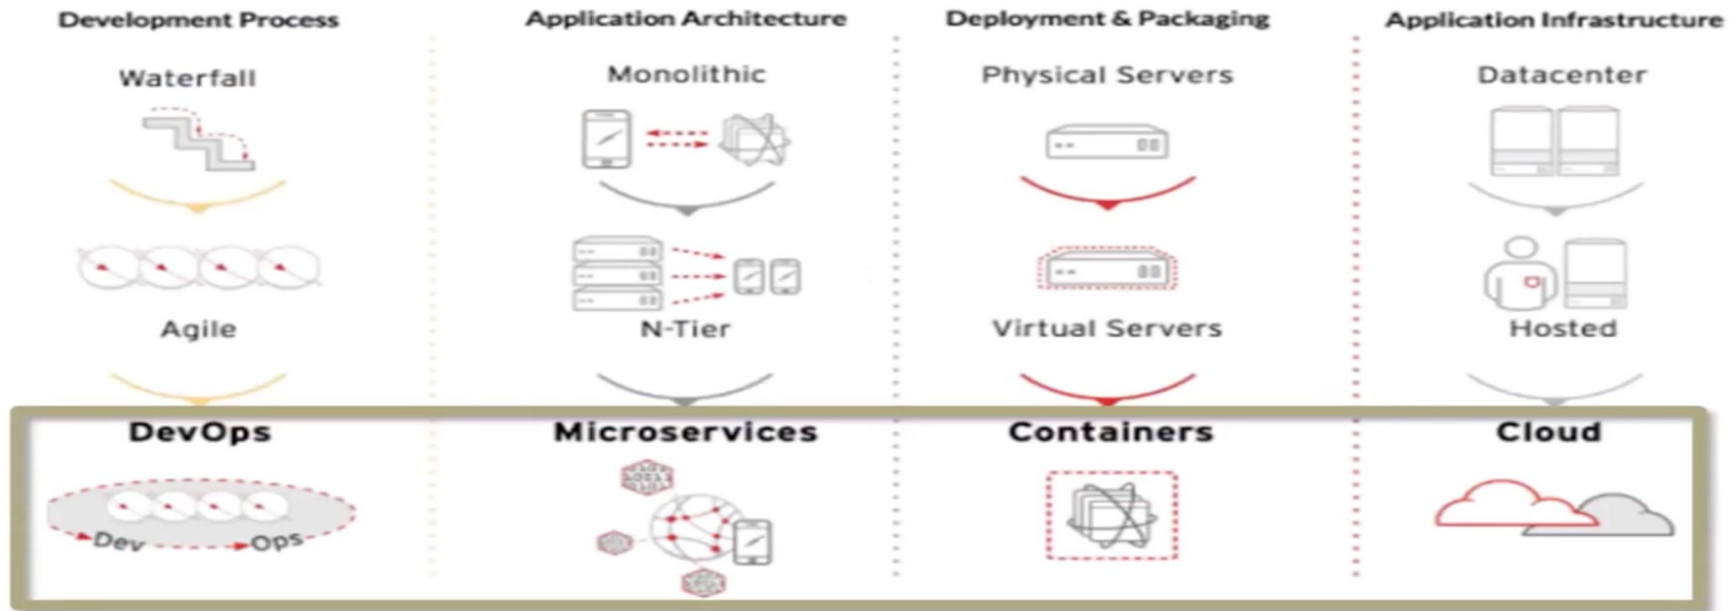 Development Process
Application Architecture
Deployment & Packaging
Application Infrastructure
Waterfall
Monolithic
Physical Servers
Datacenter
Agile
N-Tier
Virtual Servers
Hosted
DevOps
Microservices
Containers
Cloud
Dev
Ops